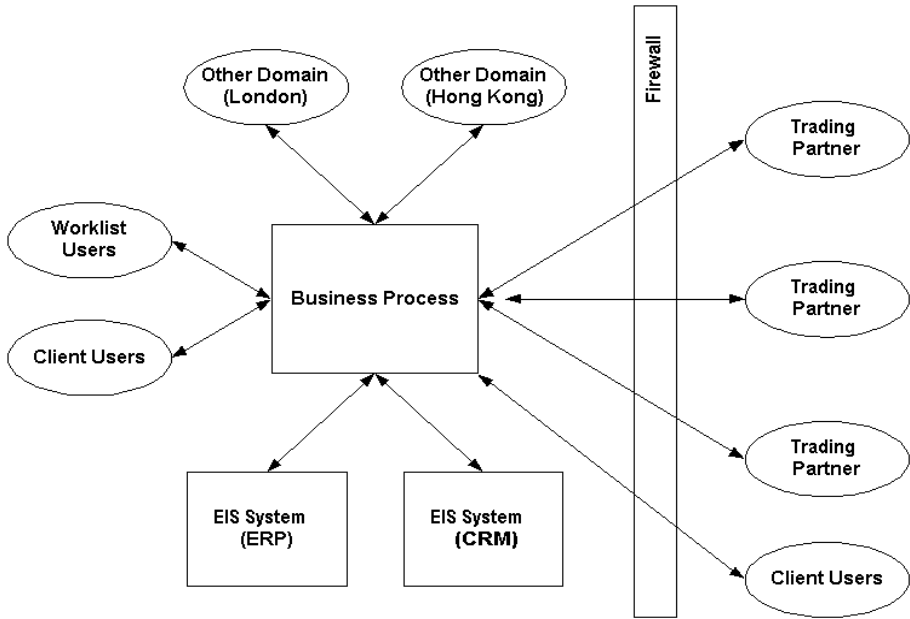 Other Domain
(London)
Other Domain
(Hong Kong)
Firewall
Trading
Partner
Worklist
Users
Business Process
Trading
Partner
Client Users
Trading
Partner
EIS System
(ERP)
EIS System
(CRM)
Client Users